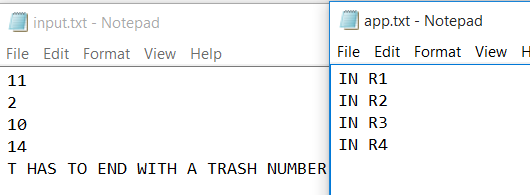 input.txt - Notepad
File Edit Format View Help
11
2
10
14
T HAS TO END WITH A TRASH NUMBER
app.txt - Notepad
File Edit Format View
IN R1
IN R2
IN R3
IN R4